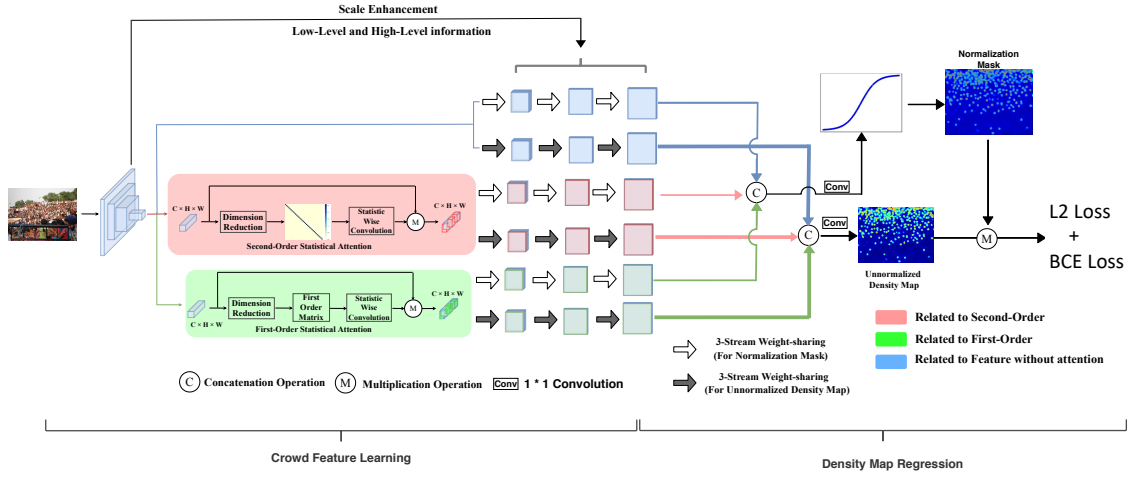 Scale Enhancement
Low-Level and High-Level information
Normalization
Mask
C × H × W
Dimension
Reduction
Statistic
Wise
Convolution
M
C × H × W
Second-Order Statistical Attention
C × H × W
Dimension
Reduction
First
Order
Matrix
Statistic
Wise
Convolution
M
C × H × W
First-Order Statistical Attention
C
Conv
C
Conv
Unnormalized
Density Map
M
L2 Loss
+
BCE Loss
Related to Second-Order
Related to First-Order
Related to Feature without attention
3-Stream Weight-sharing
(For Normalization Mask)
3-Stream Weight-sharing
(For Unnormalized Density Map)
C Concatenation Operation
M Multiplication Operation
Conv 1 * 1 Convolution
Crowd Feature Learning
Density Map Regression